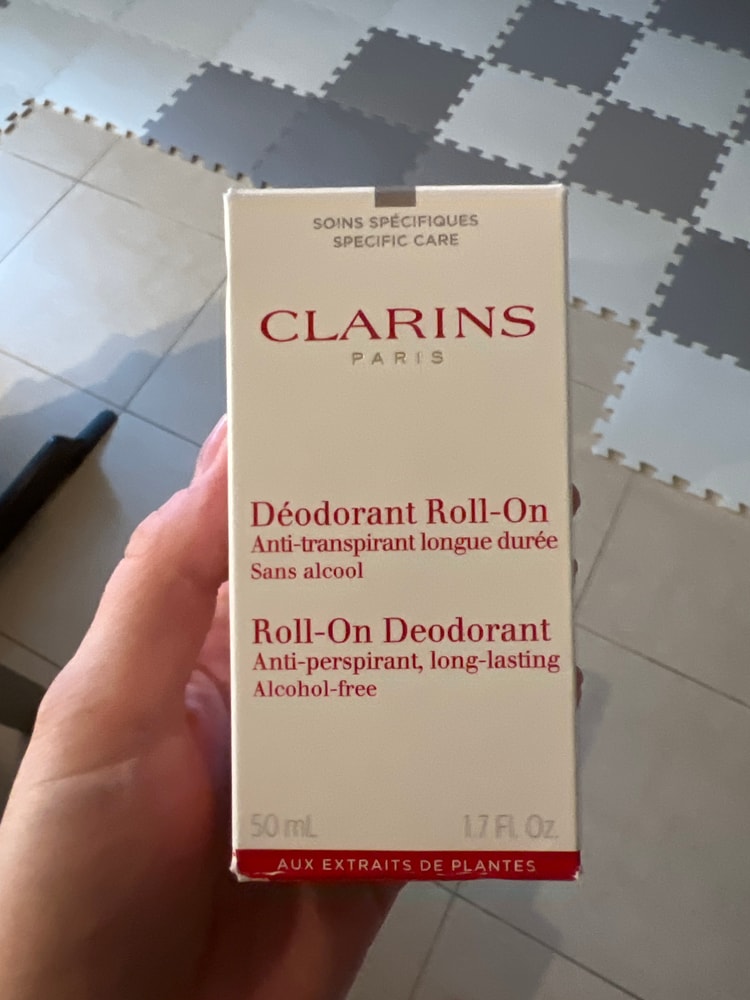 SOINS SPÉCIFIQUES
SPECIFIC CARE
CLARINS
PARIS
Déodorant Roll-On
Anti-transpirant longue durée
Sans alcool
Roll-On Deodorant
Anti-perspirant, long-lasting
Alcohol-free
50 mL 1.7 Fl. Oz.
AUX EXTRAITS DE PLANTES